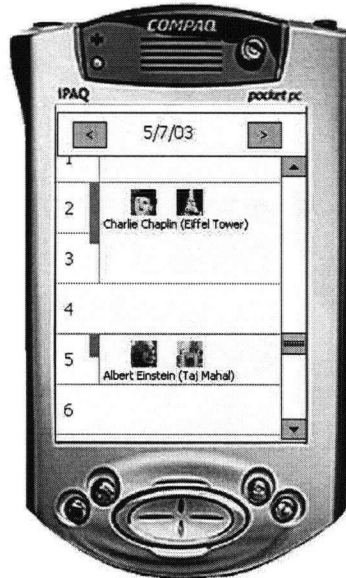 COMPAQ
iPAQ pocket pc
< 5/7/03 >
1
2
Charlie Chaplin (Eiffel Tower)
3
4
5
Albert Einstein (Taj Mahal)
6